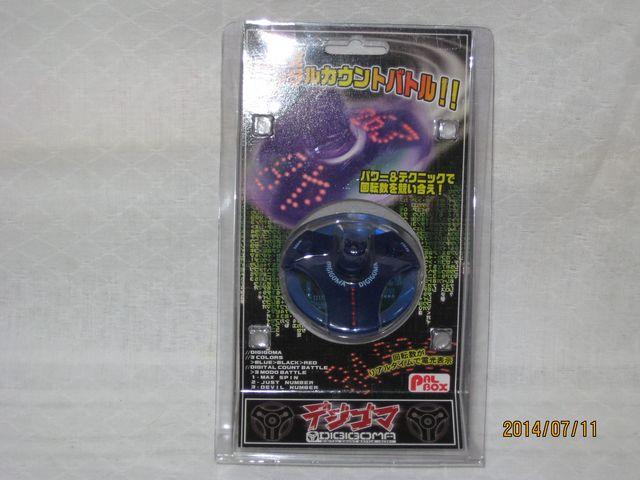 ルカウントバトル!!
パワー&テクニックで
回転数を競い合え!
DIGIGOMA DIGIGOMA
//DIGIGOMA
//3 COLORS
>BLUE>BLACK>RED
//DIGITAL COUNT BATTLE
>3 MODO BATTLE
1-MAX SPIN
2-JUST NUMBER
3-DEVIL NUMBER
回転数が
リアルタイムで電光表示
PAL
BOX
デジゴマ
DIGIGOMA
2014/07/11